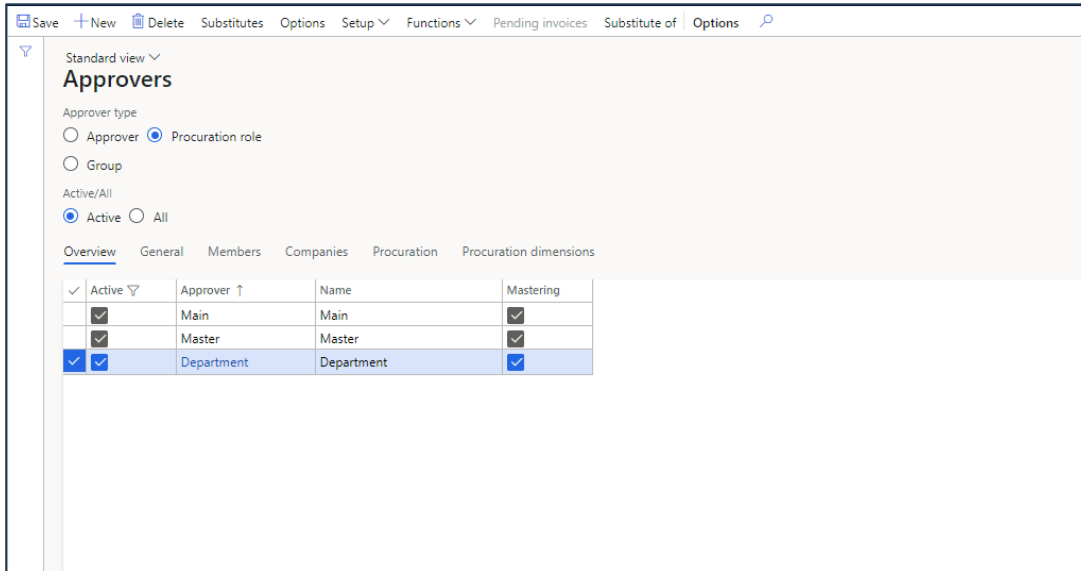 Save New Delete Substitutes Options Setup Functions Pending invoices Substitute of Options
Standard view
Approvers
Approver type
Approver Procuration role
Group
Active/All
Active All
Overview General Members Companies Procuration Procuration dimensions
Active Approver Name Mastering
Main Main
Master Master
Department Department